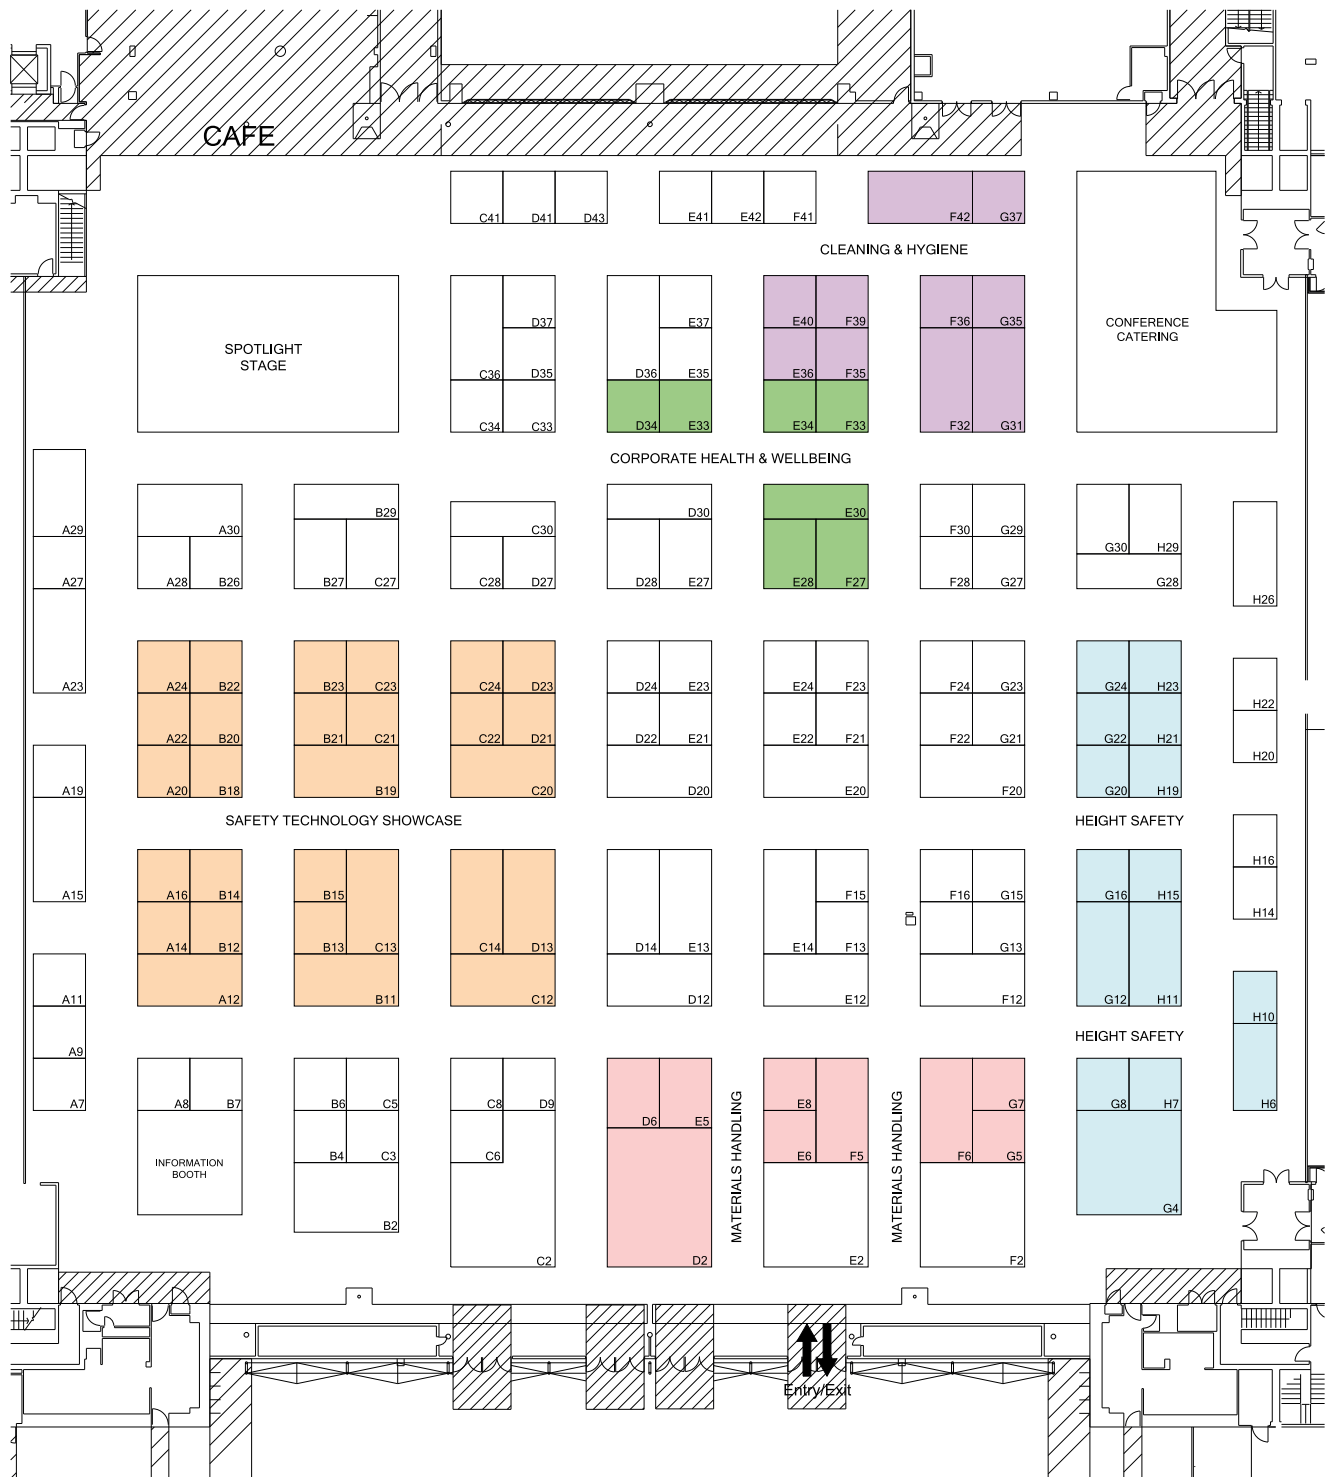 CAFE
C41 D41 D43 E41 E42 F41 F42 G37
CLEANING & HYGIENE
D37 E37 E40 F39 F36 G35
SPOTLIGHT
STAGE
CONFERENCE
CATERING
C36 D35 D36 E35 E36 F35
C34 C33 D34 E33 E34 F33 F32 G31
CORPORATE HEALTH & WELLBEING
A29 A30 B29 C30 D30 E30 F30 G29 G30 H29
A27 A28 B26 B27 C27 C28 D27 D28 E27 E28 F27 F28 G27 G28
H26
A23 A24 B22 B23 C23 C24 D23 D24 E23 E24 F23 F24 G23 G24 H23
H22
A22 B20 B21 C21 C22 D21 D22 E21 E22 F21 F22 G21 G22 H21
H20
A19 A20 B18 B19 C20 D20 E20 F20 G20 H19
SAFETY TECHNOLOGY SHOWCASE
HEIGHT SAFETY
H16
A15 A16 B14 B15 F15 F16 G15 G16 H15
H14
A14 B12 B13 C13 C14 D13 D14 E13 E14 F13 G13
A11 A12 B11 C12 D12 E12 F12 G12 H11
H10
HEIGHT SAFETY
A9
A7 A8 B7 B6 C5 C8 D9 D6 E5 E8 G7 G8 H7 H6
MATERIALS HANDLING
MATERIALS HANDLING
B4 C3 C6 E6 F5 F6 G5
INFORMATION
BOOTH
G4
B2
C2 D2 E2 F2
Entry/Exit